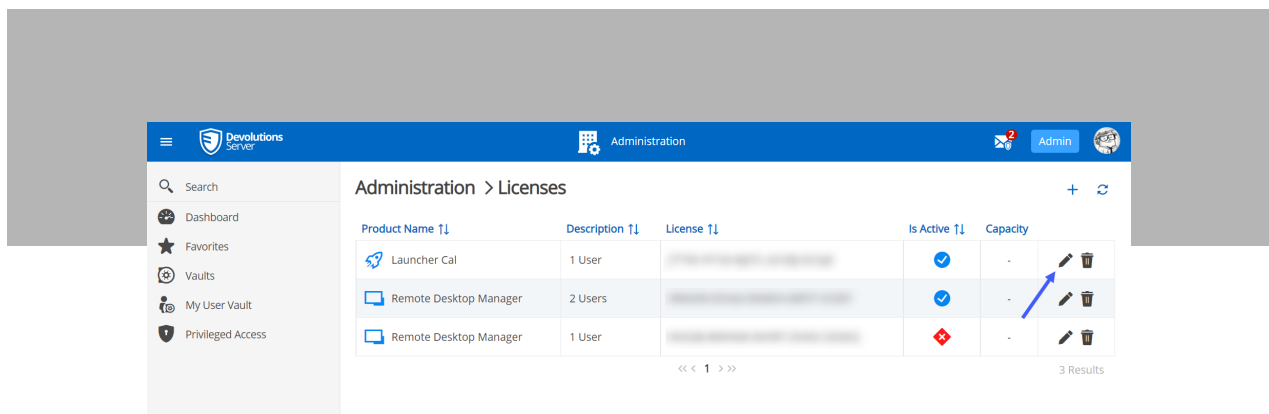 Devolutions
Server
Administration
2
Admin
Search
Dashboard
Favorites
Vaults
My User Vault
Privileged Access
Administration > Licenses
Product Name Description License Is Active Capacity
Launcher Cal 1 User -
Remote Desktop Manager 2 Users -
Remote Desktop Manager 1 User -
<< < 1 > >>
3 Results